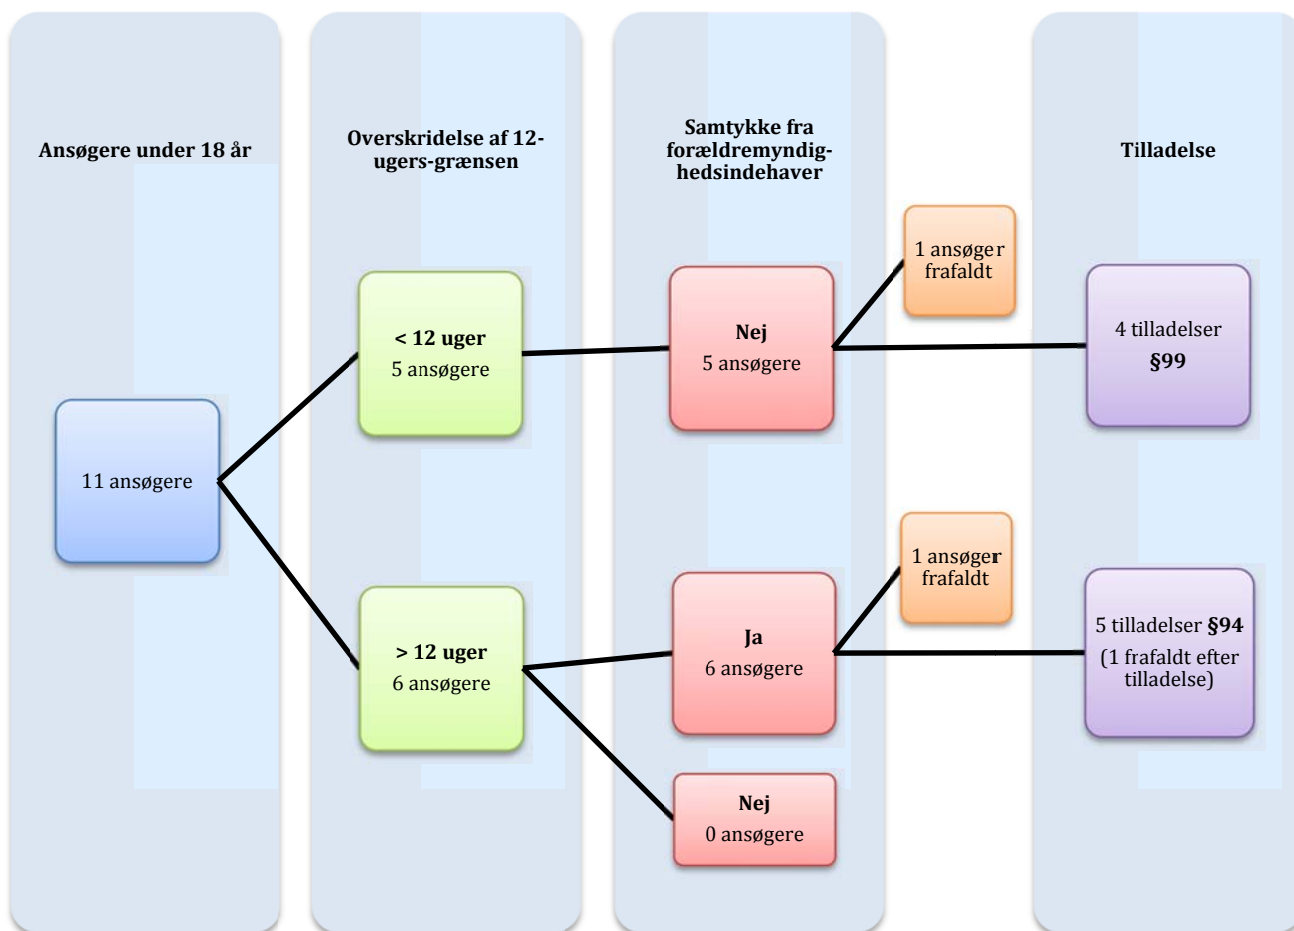 Ansøgere under 18 år
Overskridelse af 12-
ugers-grænsen
Samtykke fra
forældremyndig-
hedsindehaver
Tilladelse
11 ansøgere
< 12 uger
5 ansøgere
Nej
5 ansøgere
1 ansøger
frafaldt
4 tilladelser
§99
> 12 uger
6 ansøgere
Ja
6 ansøgere
1 ansøger
frafaldt
5 tilladelser §94
(1 frafaldt efter
tilladelse)
Nej
0 ansøgere